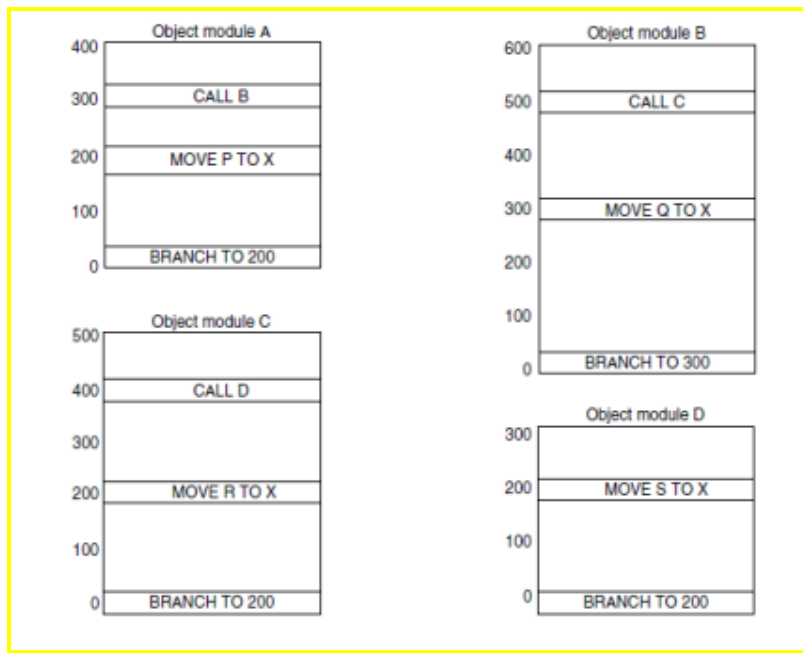 Object module A
400
300
CALL B
200
MOVE P TO X
100
0
BRANCH TO 200
Object module B
600
500
CALL C
400
300
MOVE Q TO X
200
100
0
BRANCH TO 300
Object module C
500
400
CALL D
300
200
MOVE R TO X
100
0
BRANCH TO 200
Object module D
300
200
MOVE S TO X
100
0
BRANCH TO 200